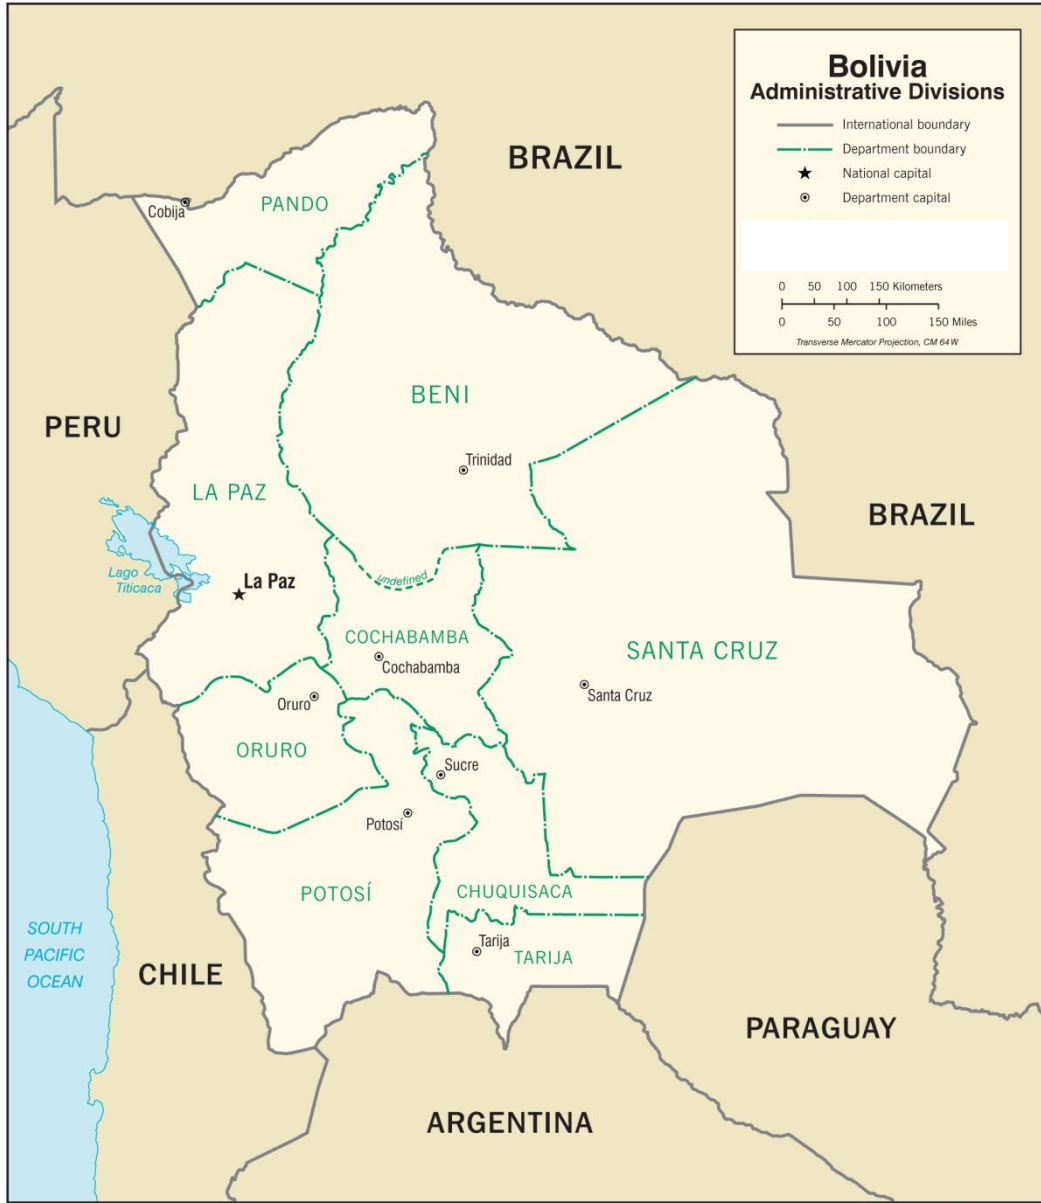 Bolivia
Administrative Divisions
International boundary
Department boundary
National capital
Department capital
0 50 100 150 Kilometers
0 50 100 150 Miles
Transverse Mercator Projection, CM 64W
BRAZIL
Cobija
PANDO
BENI
PERU
Trinidad
LA PAZ
BRAZIL
Lago
Titicaca
La Paz
undefined
COCHABAMBA
Cochabamba
SANTA CRUZ
Santa Cruz
Oruro
ORURO
Sucre
Potosí
POTOSÍ
CHUQUISACA
SOUTH
PACIFIC
OCEAN
CHILE
Tarija
TARIJA
PARAGUAY
ARGENTINA